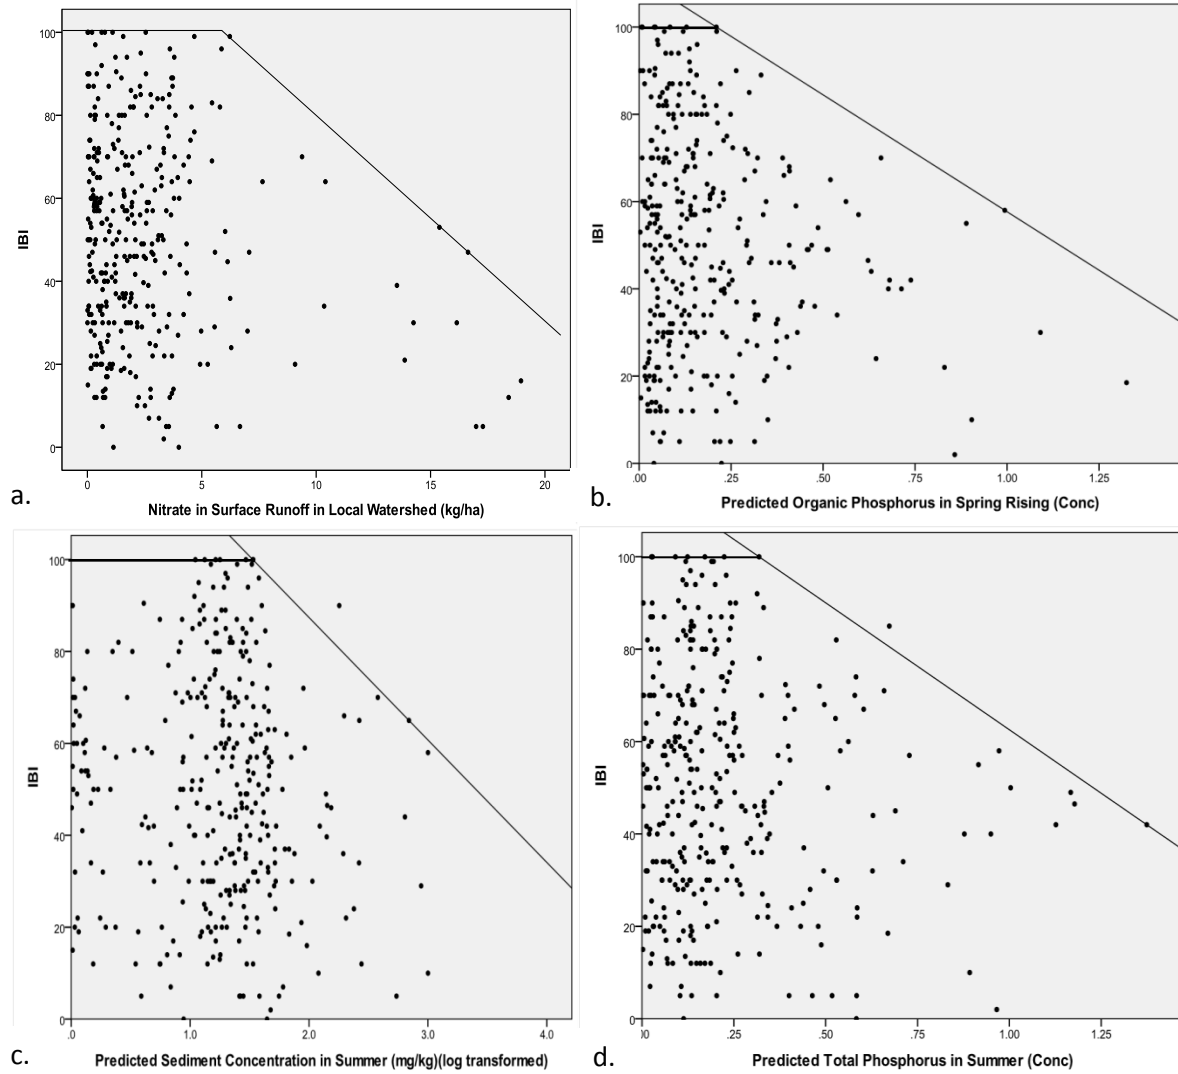 100
80
60
40
20
0
IBI
0 5 10 15 20
Nitrate in Surface Runoff in Local Watershed (kg/ha)
a.
100
80
60
40
20
0
IBI
.00 .25 .50 .75 1.00 1.25
Predicted Organic Phosphorus in Spring Rising (Conc)
b.
100
80
60
40
20
0
IBI
.0 1.0 2.0 3.0 4.0
Predicted Sediment Concentration in Summer (mg/kg)(log transformed)
c.
100
80
60
40
20
0
IBI
00 .25 .50 .75 1.00 1.25
Predicted Total Phosphorus in Summer (Conc)
d.